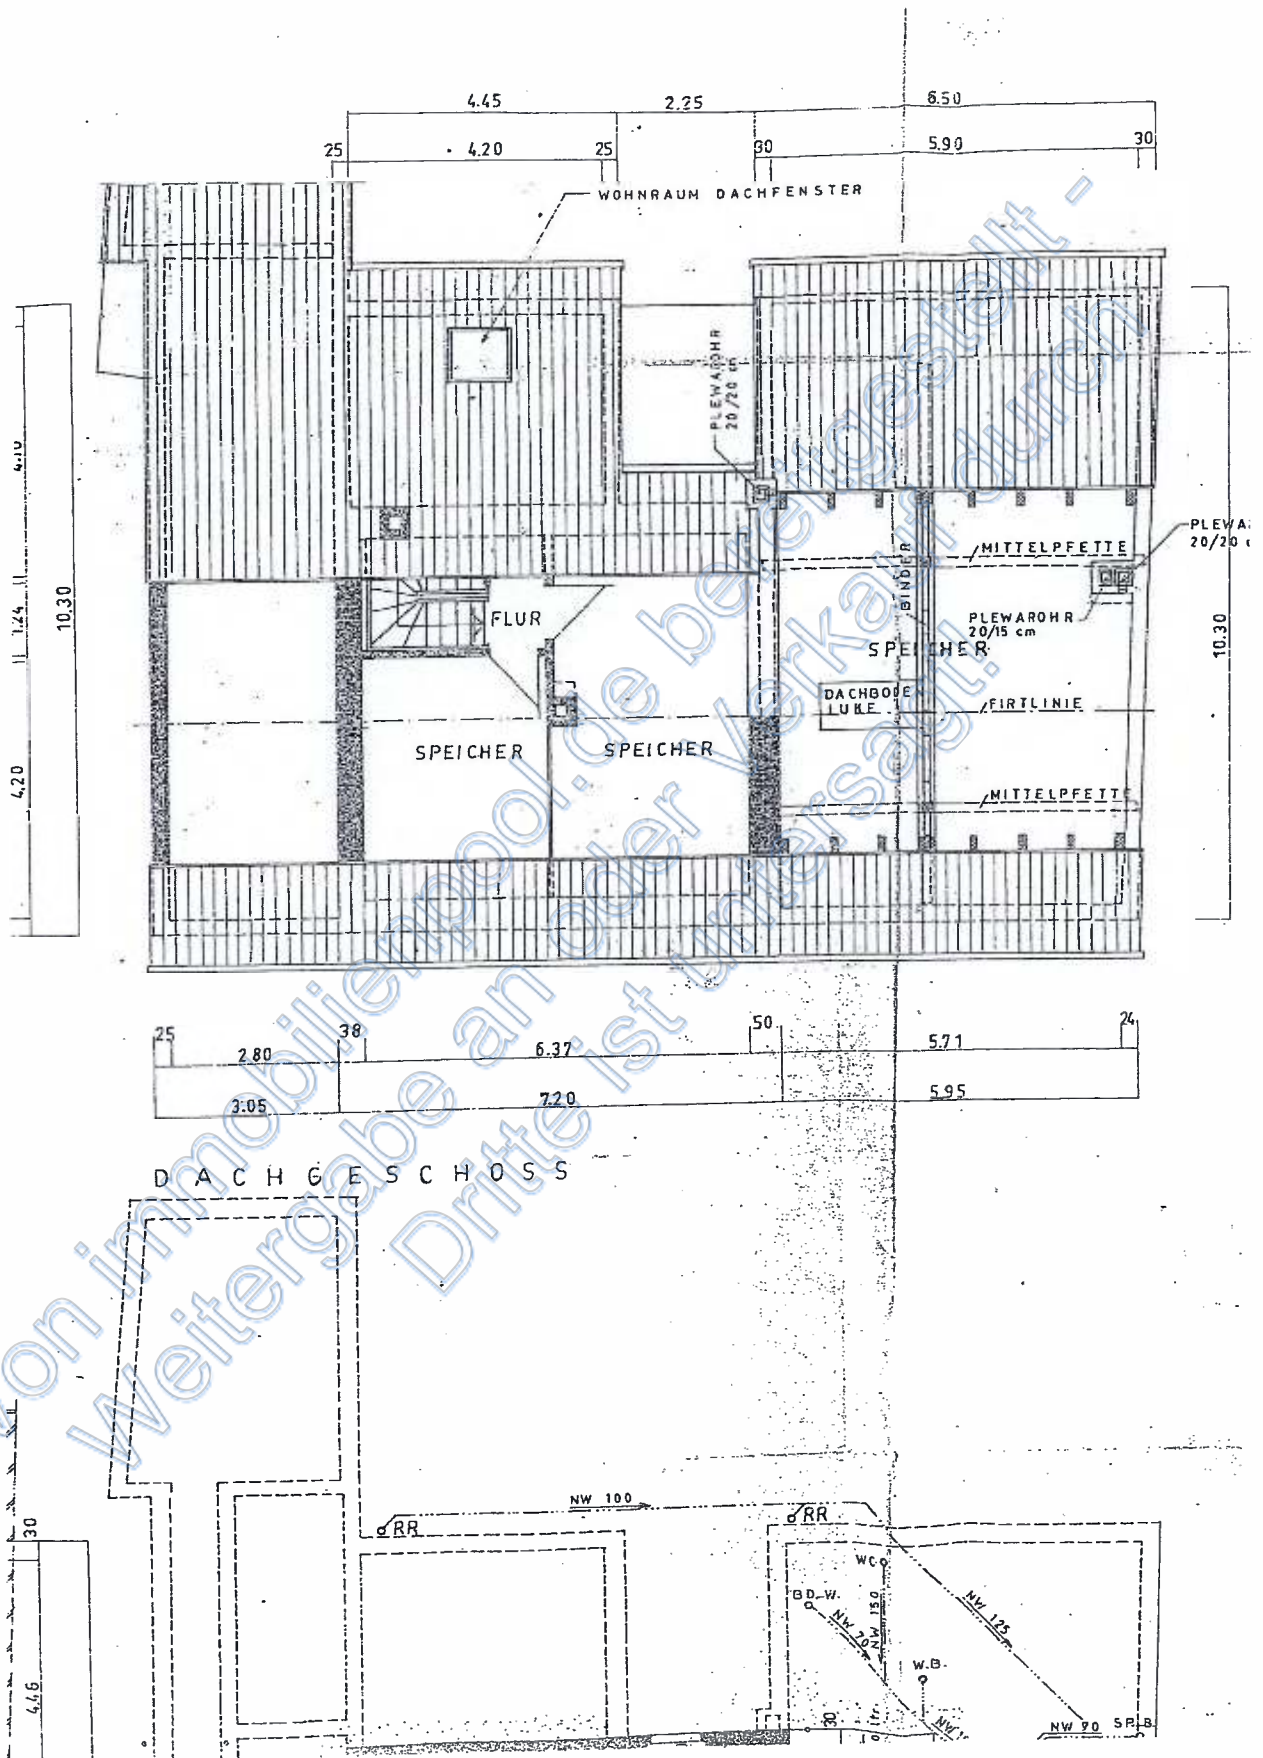 4.45 2.25 6.50
25 4.20 25 30 5.90 30
WOHNRAUM DACHFENSTER
PLEWAROHR
20/20 cm
4.10
1.24
4.20
10.30
10.30
MITTELPFETTE
20/20
BINDER
FLUR
PLEWAROHR
20/15 cm
SPEICHER
LUKE
FIRTLINIE
SPEICHER
SPEICHER
MITTELPFETTE
25 38 50 24
2.80 6.37 5.71
3.05 7.20 5.95
DACHGESCHOSS
von immobilienpool.de bereitgestellt -
Weitergabe an oder Verkauf durch
Dritte ist untersagt!
NW 100
RR
RR
30
WC
BD.-W.
NW 70
NW 150
NW 125
W.B.
4.46
30
NW 90